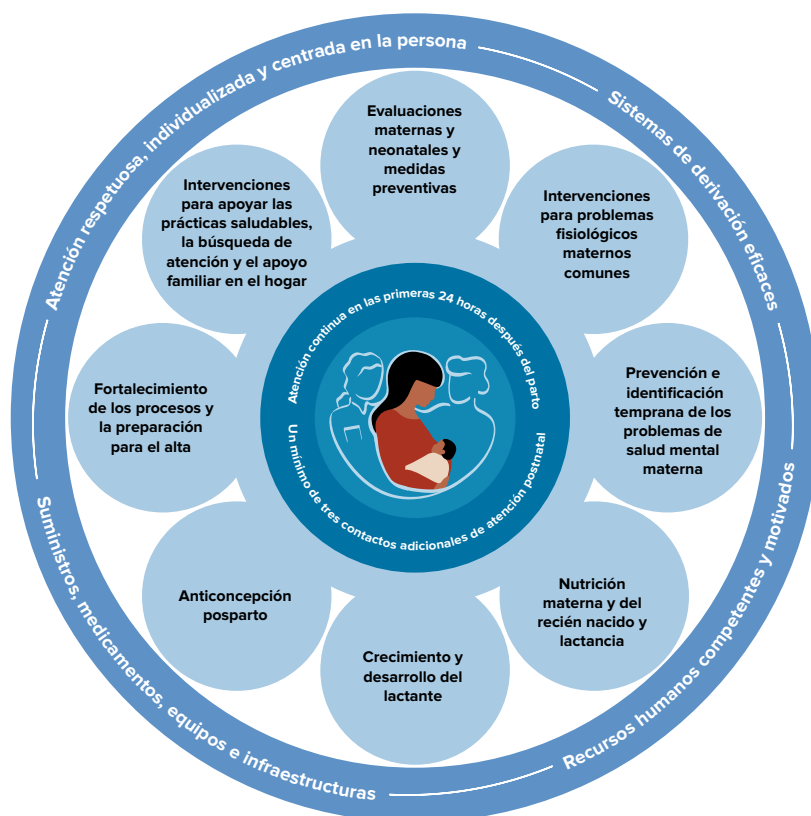 Atención respetuosa, individualizada y centrada en la persona
Sistemas de derivación eficaces
Recursos humanos competentes y motivados
Suministros, medicamentos, equipos e infraestructuras
Evaluaciones
maternas y
neonatales y
medidas
preventivas
Intervenciones
para problemas
fisiológicos
maternos
comunes
Prevención e
identificación
temprana de los
problemas de
salud mental
materna
Nutrición
materna y del
recién nacido y
lactancia
Crecimiento y
desarrollo del
lactante
Anticoncepción
posparto
Fortalecimiento
de los procesos y
la preparación
para el alta
Intervenciones
para apoyar las
prácticas saludables,
la búsqueda de
atención y el apoyo
familiar en el hogar
Atención continua en las primeras 24 horas después del parto
Un mínimo de tres contactos adicionales de atención postnatal